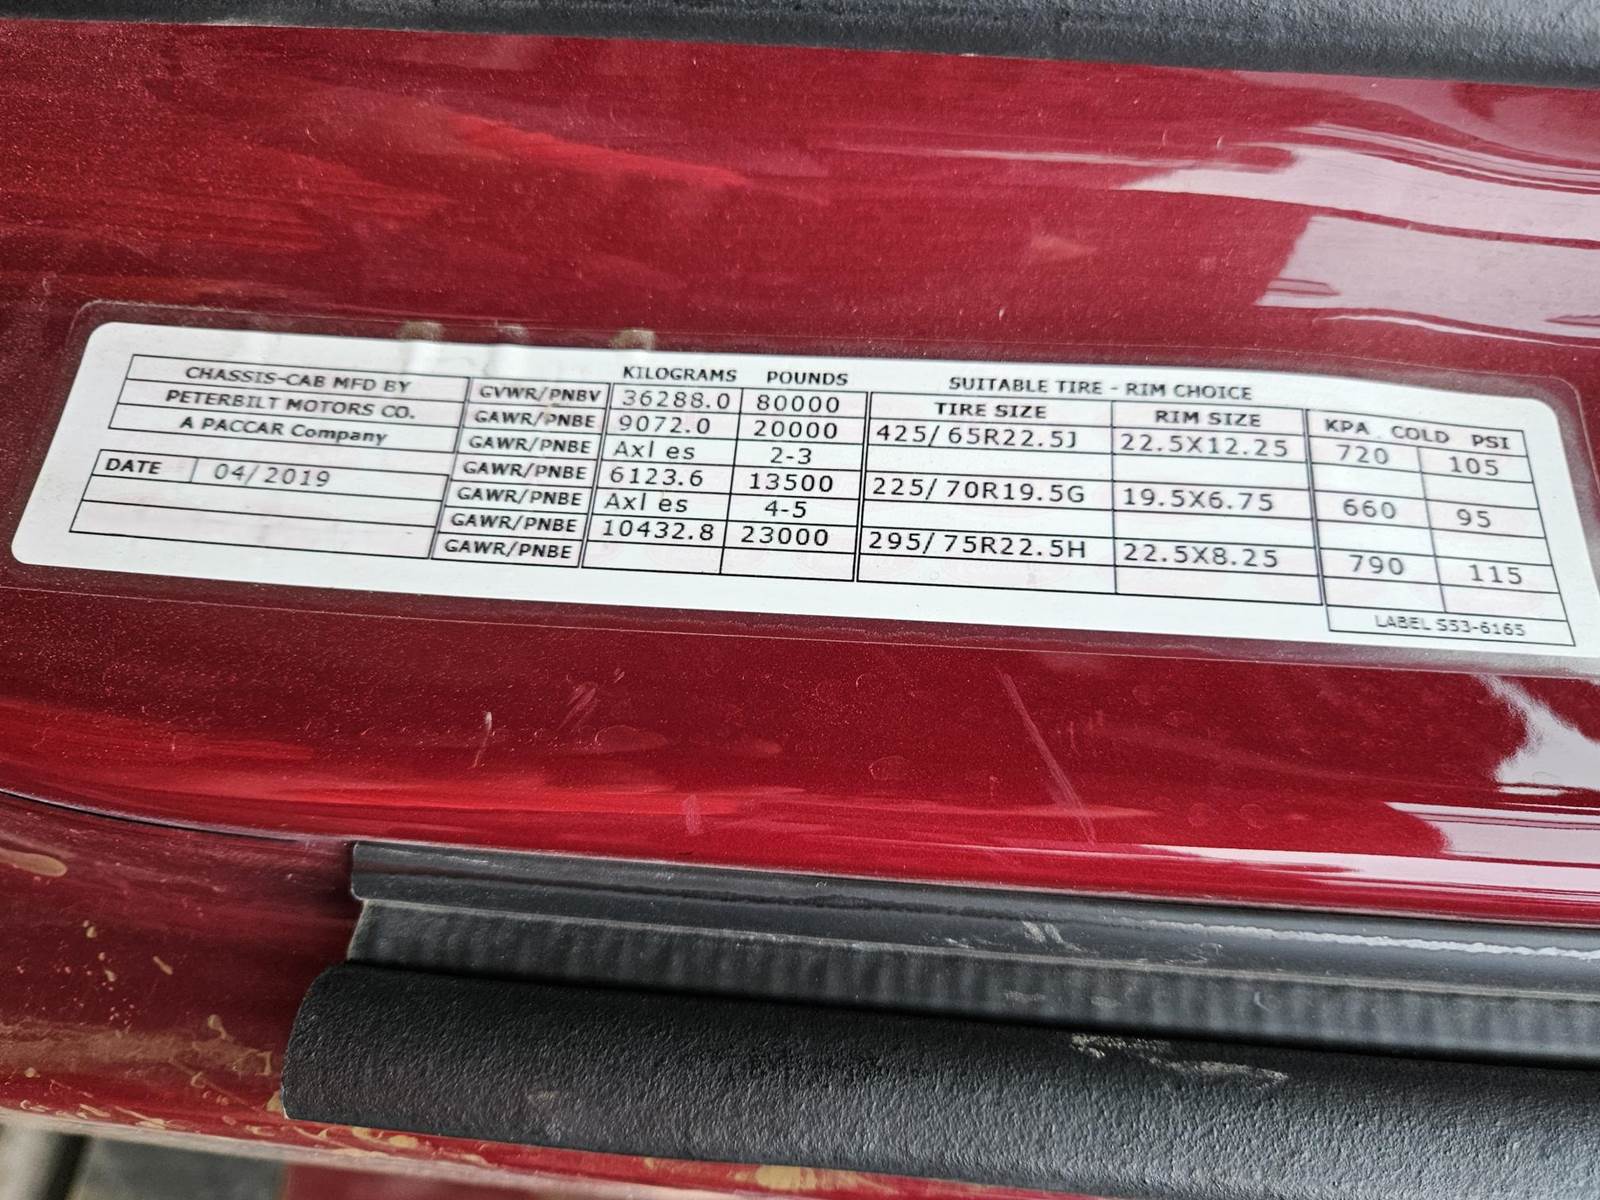 KILOGRAMS POUNDS SUITABLE TIRE - RIM CHOICE
CHASSIS-CAB MFD BY
PETERBILT MOTORS CO.
A PACCAR Company
DATE 04/2019
TIRE SIZE RIM SIZE KPA COLD PSI
GVWR/PNBV 36288.0 80000
GAWR/PNBE 9072.0 20000 425/65R22.5J 22.5X12.25 720 105
GAWR/PNBE Axles 2-3
GAWR/PNBE 6123.6 13500 225/70R19.5G 19.5X6.75 660 95
GAWR/PNBE Axles 4-5
GAWR/PNBE 10432.8 23000 295/75R22.5H 22.5X8.25 790 115
GAWR/PNBE
LABEL S53-6165